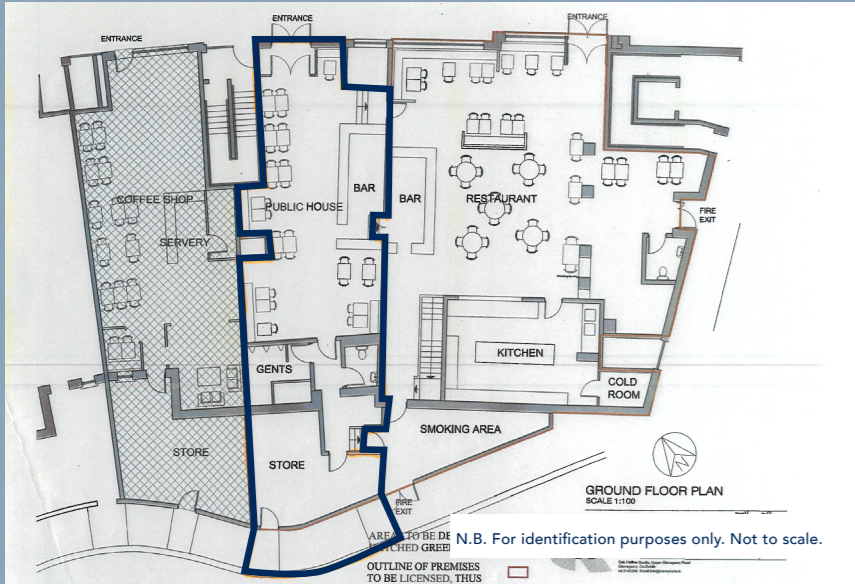 ENTRANCE
ENTRANCE
ENTRANCE
COFFEE SHOP
SERVERY
PUBLIC HOUSE
BAR
BAR
RESTAURANT
FIRE
EXIT
GENTS
KITCHEN
COLD
ROOM
STORE
STORE
SMOKING AREA
FIRE
EXIT
N
GROUND FLOOR PLAN
SCALE 1:100
AREA TO BE DE
HATCHED GREE
N.B. For identification purposes only. Not to scale.
OUTLINE OF PREMISES
TO BE LICENSED, THUS